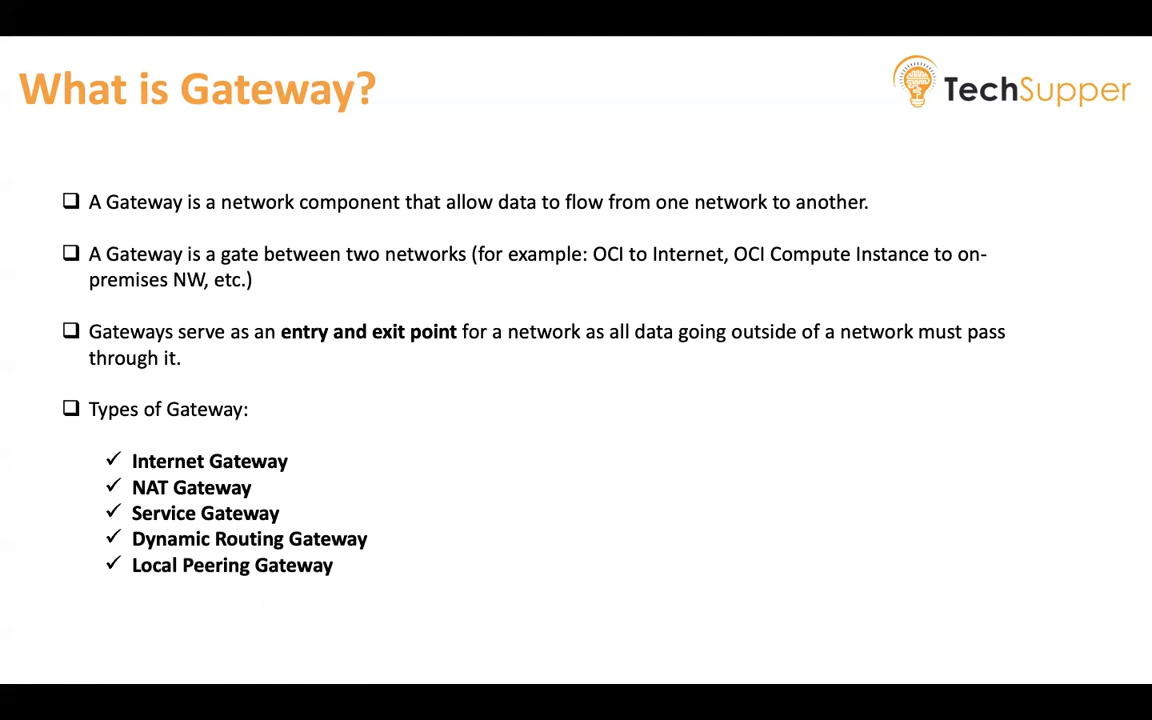 What is Gateway?
TechSupper
A Gateway is a network component that allow data to flow from one network to another.
A Gateway is a gate between two networks (for example: OCI to Internet, OCI Compute Instance to on-
premises NW, etc.)
Gateways serve as an entry and exit point for a network as all data going outside of a network must pass
through it.
Types of Gateway:
Internet Gateway
NAT Gateway
Service Gateway
Dynamic Routing Gateway
Local Peering Gateway